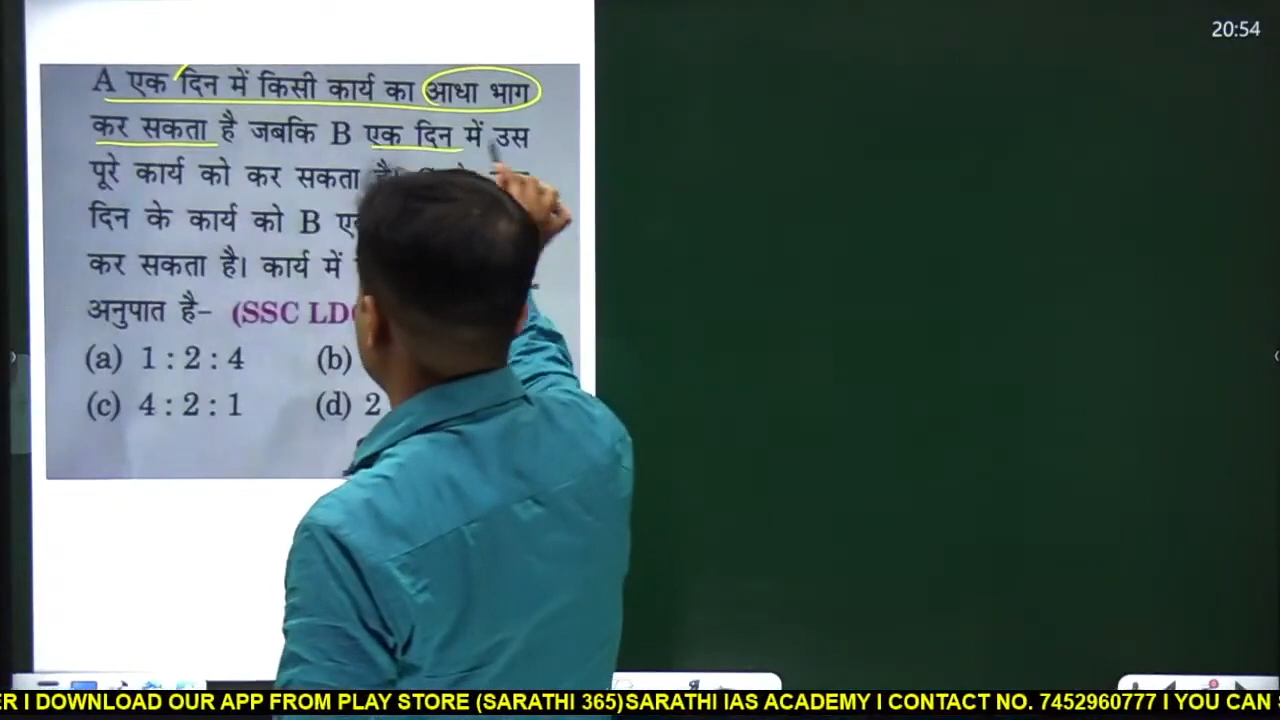 20:54
A एक दिन में किसी कार्य का आधा भाग
कर सकता है जबकि B एक दिन में उस
पूरे कार्य को कर सकता है।
दिन के कार्य को B
कर सकता है। कार्य में
अनुपात है- (SSC
(a) 1 : 2 : 4 (b)
(c) 4 : 2 : 1 (d) 2
I DOWNLOAD OUR APP FROM PLAY STORE (SARATHI 365)SARATHI IAS ACADEMY I CONTACT NO. 7452960777 I YOU CAN